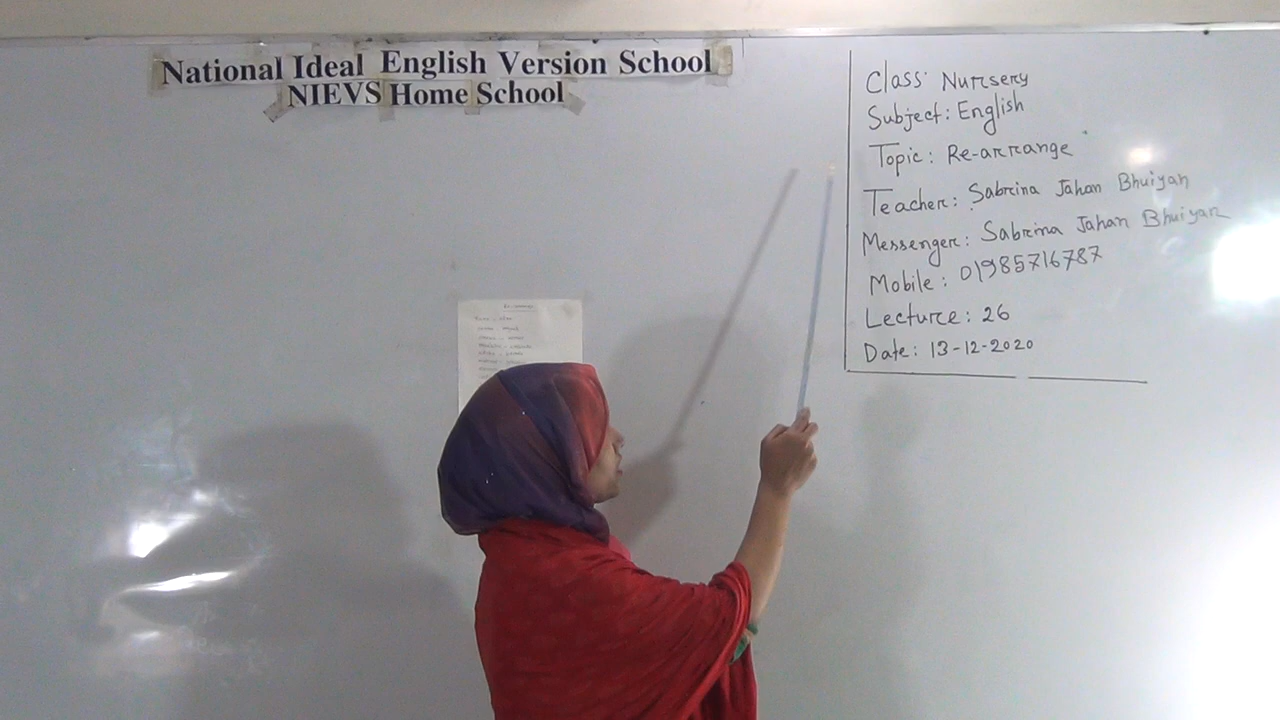 National Ideal English Version School
NIEVS Home School
Class: Nursery
Subject: English
Topic: Re-arrange
Teacher: Sabrina Jahan Bhuiyan
Messenger: Sabrina Jahan Bhuiyan
Mobile: 01985716787
Lecture: 26
Date: 13-12-2020